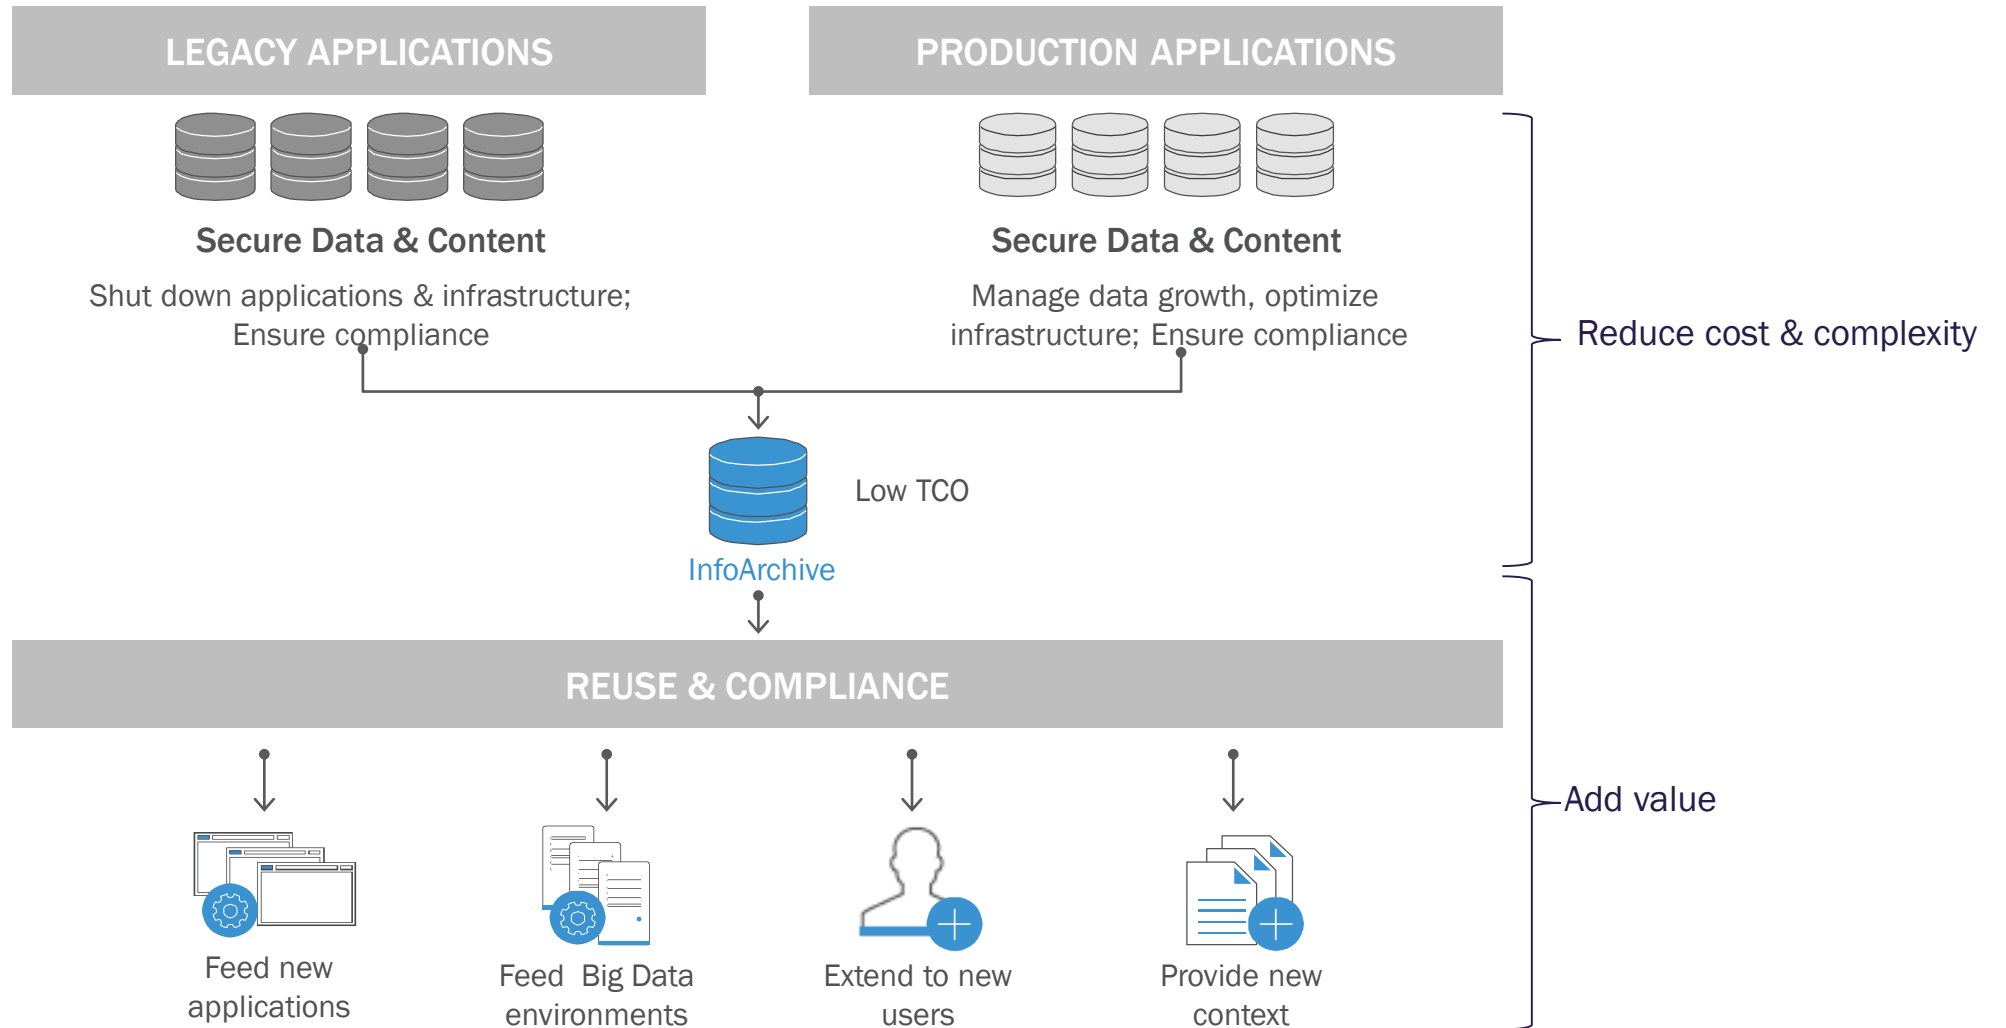 LEGACY APPLICATIONS
PRODUCTION APPLICATIONS
Secure Data & Content
Shut down applications & infrastructure;
Ensure compliance
Secure Data & Content
Manage data growth, optimize
infrastructure; Ensure compliance
Reduce cost & complexity
Low TCO
InfoArchive
REUSE & COMPLIANCE
Add value
Feed new
applications
Feed Big Data
environments
Extend to new
users
Provide new
context